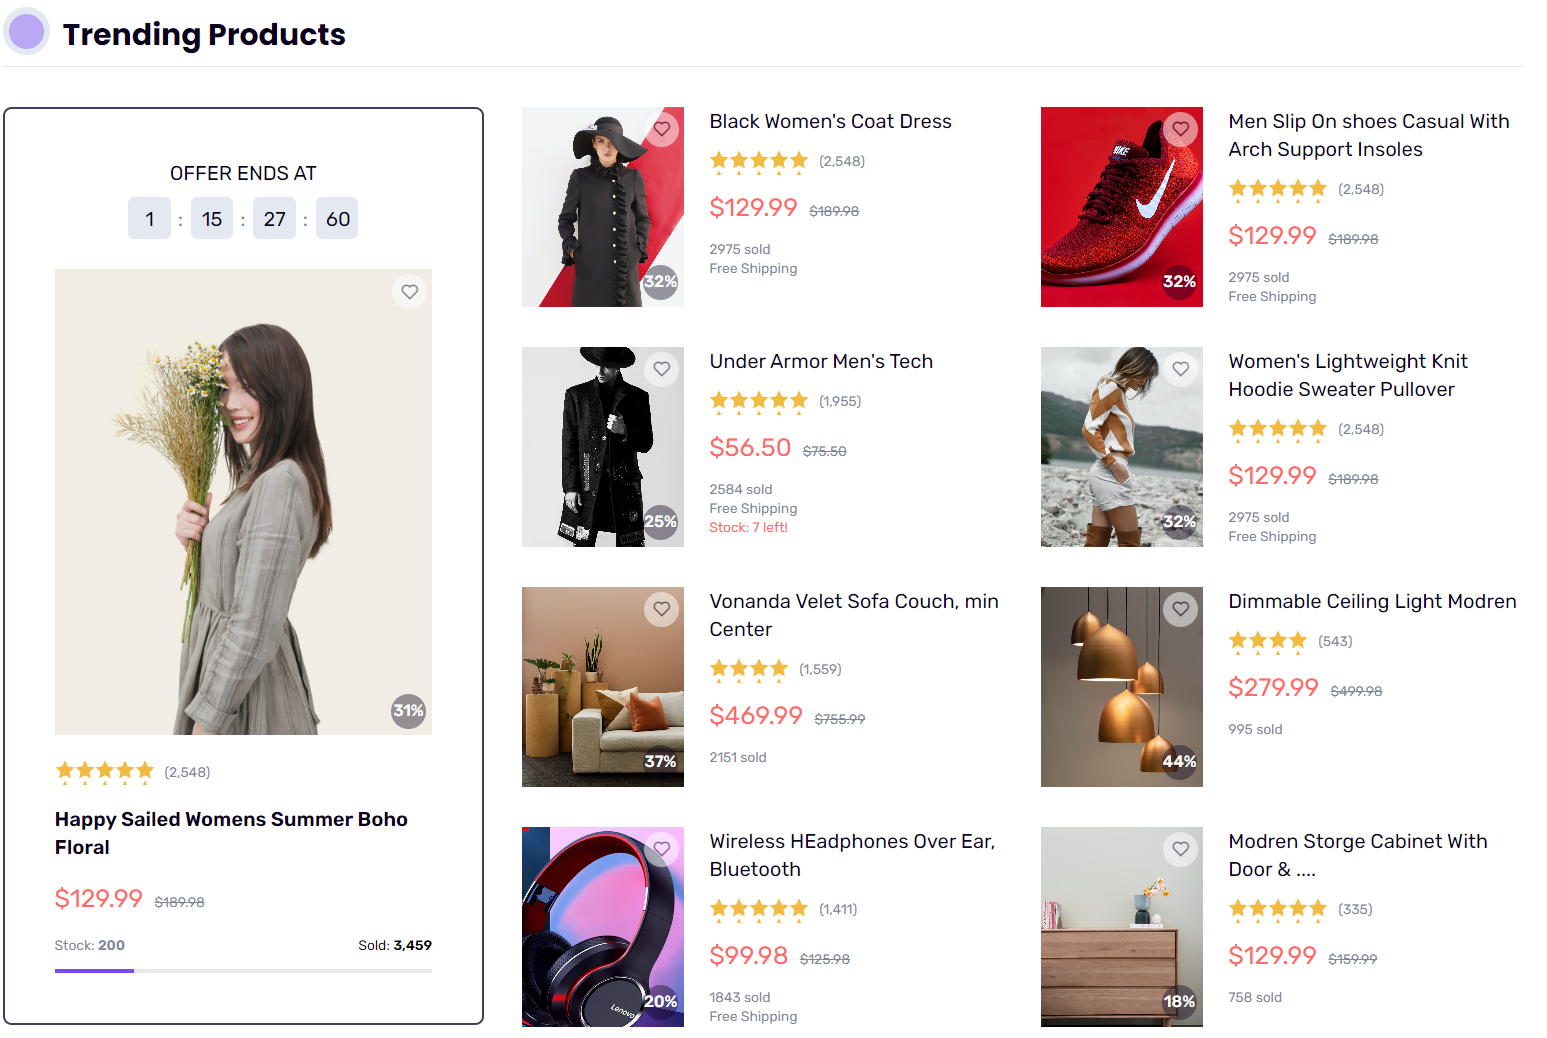 Trending Products
OFFER ENDS AT
1 : 15 : 27 : 60
31%
(2,548)
Happy Sailed Womens Summer Boho
Floral
$129.99 $189.98
Stock: 200 Sold: 3,459
32%
Black Women's Coat Dress
(2,548)
$129.99 $189.98
2975 sold
Free Shipping
NIKE
32%
Men Slip On shoes Casual With
Arch Support Insoles
(2,548)
$129.99 $189.98
2975 sold
Free Shipping
25%
Under Armor Men's Tech
(1,955)
$56.50 $75.50
2584 sold
Free Shipping
Stock: 7 left!
32%
Women's Lightweight Knit
Hoodie Sweater Pullover
(2,548)
$129.99 $189.98
2975 sold
Free Shipping
37%
Vonanda Velet Sofa Couch, min
Center
(1,559)
$469.99 $755.99
2151 sold
44%
Dimmable Ceiling Light Modren
(543)
$279.99 $499.98
995 sold
Lenovo
20%
Wireless HEadphones Over Ear,
Bluetooth
(1,411)
$99.98 $125.98
1843 sold
Free Shipping
18%
Modren Storge Cabinet With
Door & ....
(335)
$129.99 $159.99
758 sold